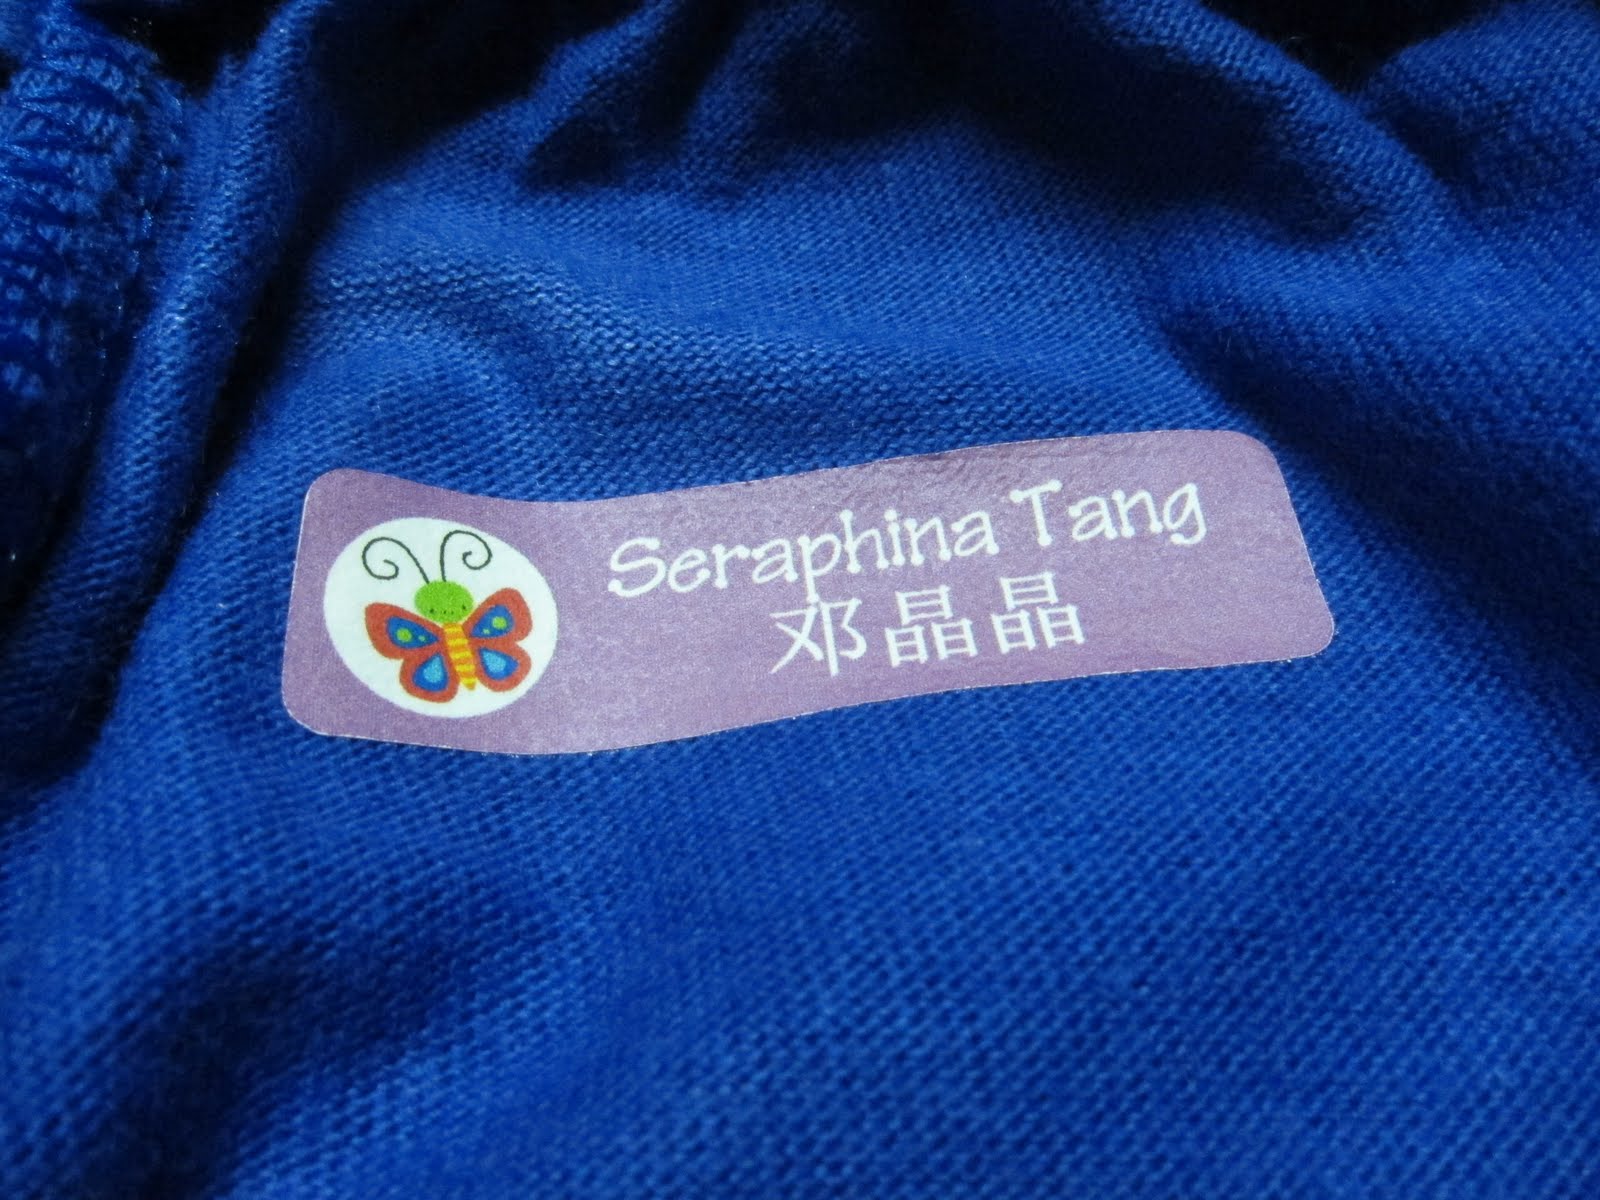 Seraphina Tang
邓晶晶